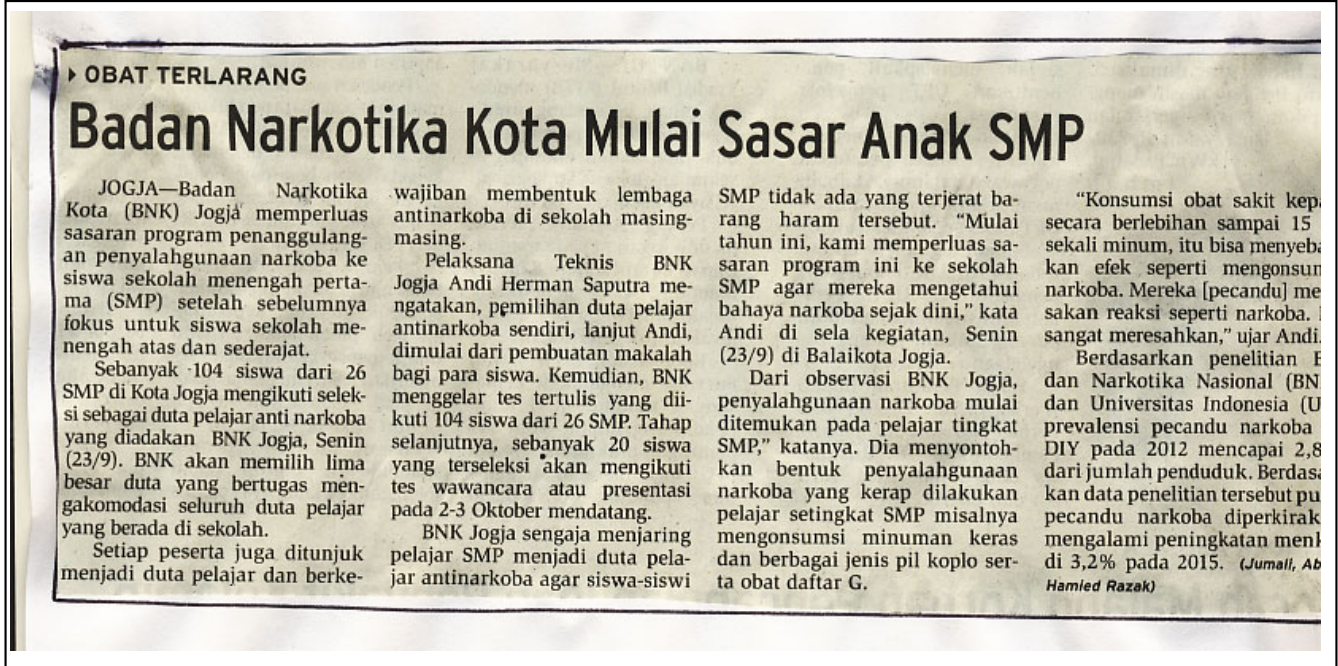 OBAT TERLARANG
Badan Narkotika Kota Mulai Sasar Anak SMP
JOGJA—Badan Narkotika
Kota (BNK) Jogja memperluas
sasaran program penanggulang-
an penyalahgunaan narkoba ke
siswa sekolah menengah perta-
ma (SMP) setelah sebelumnya
fokus untuk siswa sekolah me-
nengah atas dan sederajat.
Sebanyak 104 siswa dari 26
SMP di Kota Jogja mengikuti selek-
si sebagai duta pelajar anti narkoba
yang diadakan BNK Jogja, Senin
(23/9). BNK akan memilih lima
besar duta yang bertugas men-
gakomodasi seluruh duta pelajar
yang berada di sekolah.
Setiap peserta juga ditunjuk
menjadi duta pelajar dan berke-
wajiban membentuk lembaga
antinarkoba di sekolah masing-
masing.
Pelaksana Teknis BNK
Jogja Andi Herman Saputra me-
ngatakan, pemilihan duta pelajar
antinarkoba sendiri, lanjut Andi,
dimulai dari pembuatan makalah
bagi para siswa. Kemudian, BNK
menggelar tes tertulis yang dii-
kuti 104 siswa dari 26 SMP. Tahap
selanjutnya, sebanyak 20 siswa
yang terseleksi akan mengikuti
tes wawancara atau presentasi
pada 2-3 Oktober mendatang.
BNK Jogja sengaja menjaring
pelajar SMP menjadi duta pela-
jar antinarkoba agar siswa-siswi
SMP tidak ada yang terjerat ba-
rang haram tersebut. “Mulai
tahun ini, kami memperluas sa-
saran program ini ke sekolah
SMP agar mereka mengetahui
bahaya narkoba sejak dini,” kata
Andi di sela kegiatan, Senin
(23/9) di Balaikota Jogja.
Dari observasi BNK Jogja,
penyalahgunaan narkoba mulai
ditemukan pada pelajar tingkat
SMP,” katanya. Dia menyontoh-
kan bentuk penyalahgunaan
narkoba yang kerap dilakukan
pelajar setingkat SMP misalnya
mengonsumsi minuman keras
dan berbagai jenis pil koplo ser-
ta obat daftar G.
“Konsumsi obat sakit kepa
secara berlebihan sampai 15
sekali minum, itu bisa menyeba
kan efek seperti mengonsum
narkoba. Mereka [pecandu] me
sakan reaksi seperti narkoba.
sangat meresahkan,” ujar Andi.
Berdasarkan penelitian
dan Narkotika Nasional (BN
dan Universitas Indonesia (U
prevalensi pecandu narkoba
DIY pada 2012 mencapai 2,8
dari jumlah penduduk. Berdasa
kan data penelitian tersebut pu
pecandu narkoba diperkirak
mengalami peningkatan men
di 3,2% pada 2015. (Jumali, Ab
Hamied Razak)